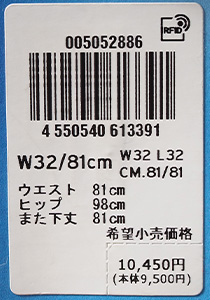 RFID
005052886
4 550540 613391
W32/81cm W32 L32
CM.81/81
ウエスト 81cm
ヒップ 98cm
また下丈 81cm
希望小売価格
10,450円
(本体9,500円)